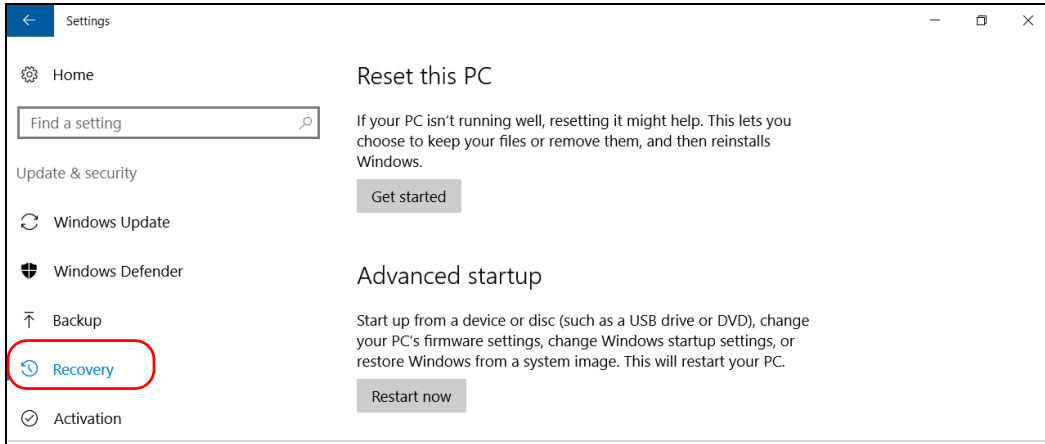 Settings
Home
Find a setting
Update & security
Windows Update
Windows Defender
Backup
Recovery
Activation
Reset this PC
If your PC isn't running well, resetting it might help. This lets you
choose to keep your files or remove them, and then reinstalls
Windows.
Get started
Advanced startup
Start up from a device or disc (such as a USB drive or DVD), change
your PC's firmware settings, change Windows startup settings, or
restore Windows from a system image. This will restart your PC.
Restart now